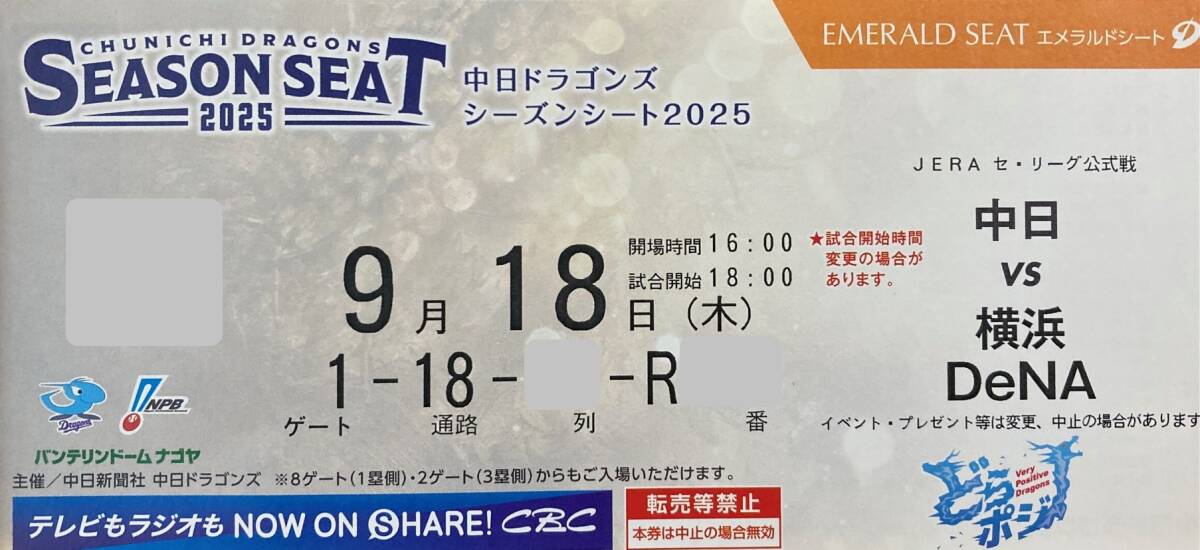 CHUNICHI DRAGONS
SEASON SEAT
2025
中日ドラゴンズ
シーズンシート2025
EMERALD SEAT エメラルドシート D
JERA セ・リーグ公式戦
中日
VS
横浜
DeNA
イベント・プレゼント等は変更、中止の場合があります
開場時間 16:00
試合開始 18:00
★試合開始時間
変更の場合が
あります。
9月 18日(木)
1-18- -R
ゲート 通路 列 番
Dragons
NPB
バンテリンドーム ナゴヤ
主催/中日新聞社 中日ドラゴンズ ※8ゲート(1塁側)・2ゲート(3塁側)からもご入場いただけます。
テレビもラジオも NOW ON SHARE! CBC
転売等禁止
本券は中止の場合無効
どらポジ
Very
Positive
Dragons